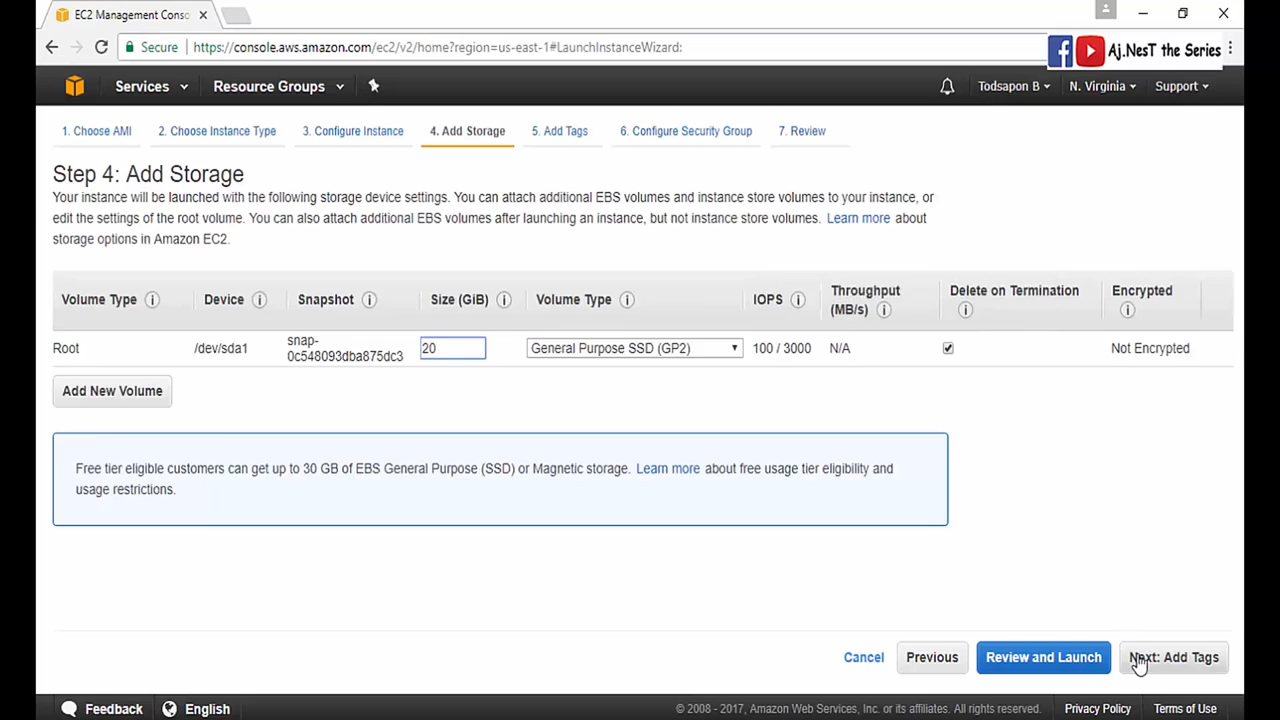 EC2 Management Conso
Secure https://console.aws.amazon.com/ec2/v2/home?region=us-east-1#LaunchInstanceWizard:
Aj.NesT the Series
Services Resource Groups Todsapon B N. Virginia Support
1. Choose AMI 2. Choose Instance Type 3. Configure Instance 4. Add Storage 5. Add Tags 6. Configure Security Group 7. Review
Step 4: Add Storage
Your instance will be launched with the following storage device settings. You can attach additional EBS volumes and instance store volumes to your instance, or
edit the settings of the root volume. You can also attach additional EBS volumes after launching an instance, but not instance store volumes. Learn more about
storage options in Amazon EC2.
Volume Type Device Snapshot Size (GiB) Volume Type IOPS Throughput (MB/s) Delete on Termination Encrypted
Root /dev/sda1 snap-0c548093dba875dc3 20 General Purpose SSD (GP2) 100 / 3000 N/A Not Encrypted
Add New Volume
Free tier eligible customers can get up to 30 GB of EBS General Purpose (SSD) or Magnetic storage. Learn more about free usage tier eligibility and
usage restrictions.
Cancel Previous Review and Launch Next: Add Tags
Feedback English © 2008 - 2017, Amazon Web Services, Inc. or its affiliates. All rights reserved. Privacy Policy Terms of Use